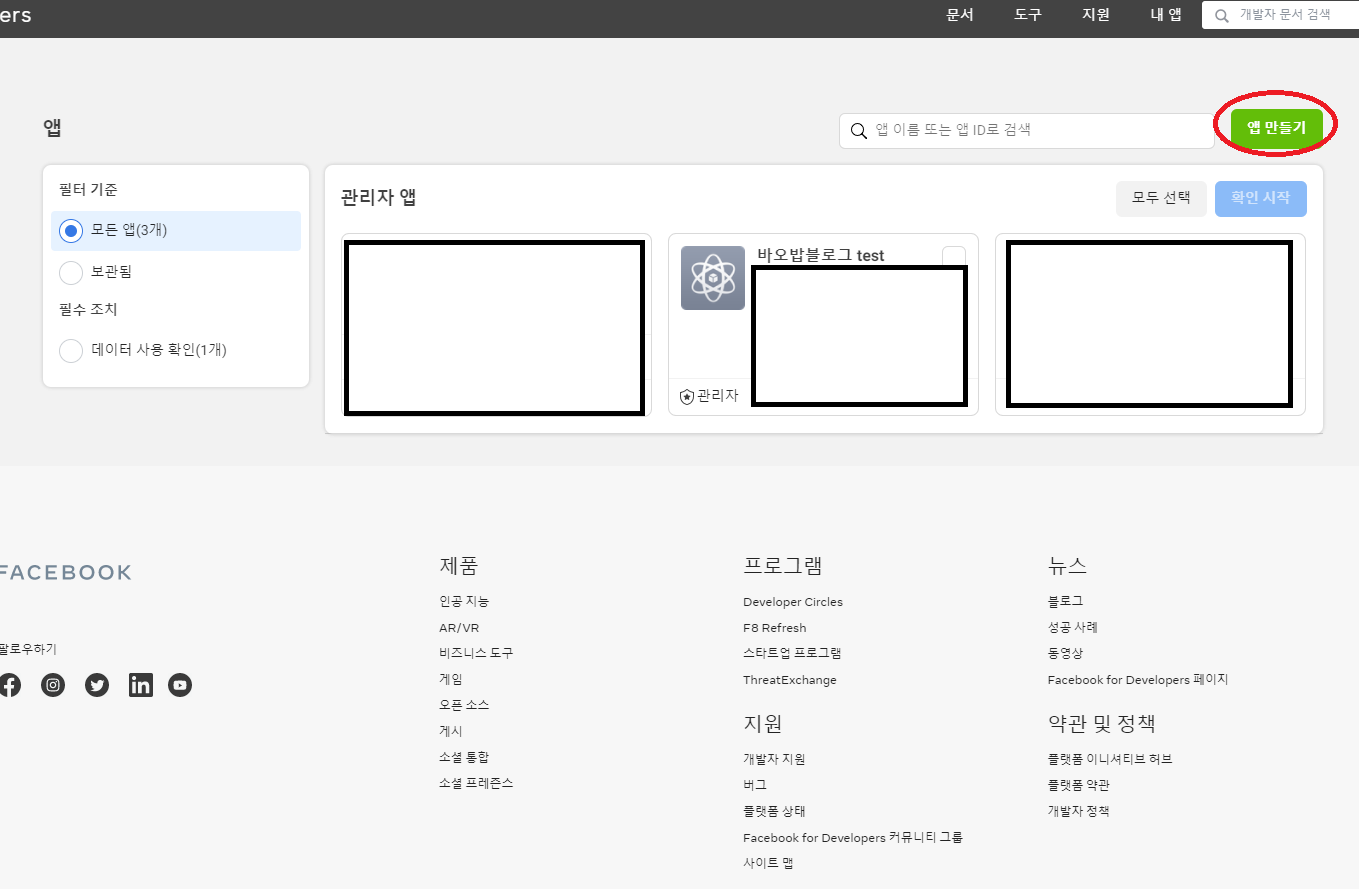 ers
문서
도구
지원
내 앱
개발자 문서 검색
앱
앱 이름 또는 앱 ID로 검색
앱 만들기
필터 기준
모든 앱(3개)
보관됨
필수 조치
데이터 사용 확인(1개)
관리자 앱
모두 선택
확인 시작
바오밥블로그 test
관리자
FACEBOOK
팔로우하기
제품
인공 지능
AR/VR
비즈니스 도구
게임
오픈 소스
게시
소셜 통합
소셜 프레즌스
프로그램
Developer Circles
F8 Refresh
스타트업 프로그램
ThreatExchange
지원
개발자 지원
버그
플랫폼 상태
Facebook for Developers 커뮤니티 그룹
사이트 맵
뉴스
블로그
성공 사례
동영상
Facebook for Developers 페이지
약관 및 정책
플랫폼 이니셔티브 허브
플랫폼 약관
개발자 정책